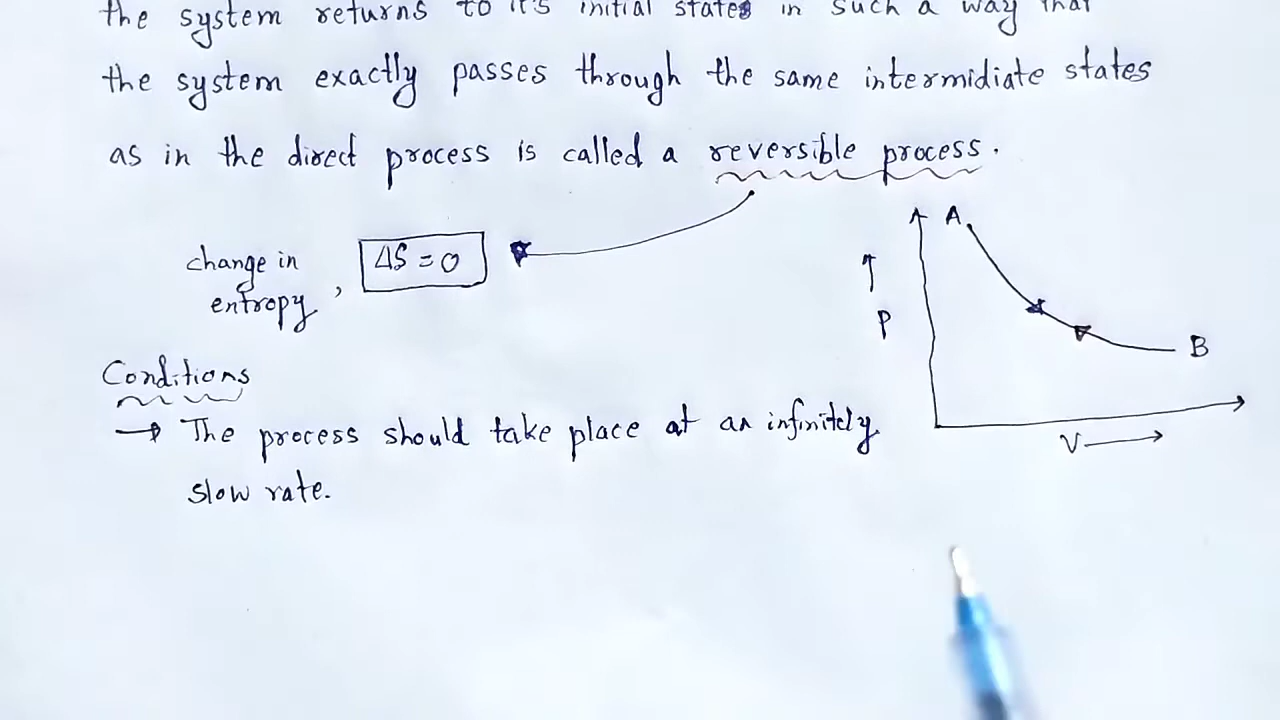 the system returns to it's initial states in such a way that
the system exactly passes through the same intermidiate states
as in the direct process is called a reversible process.
change in
entropy, ΔS = 0
A
P
B
V
Conditions
→ The process should take place at an infinitely
slow rate.